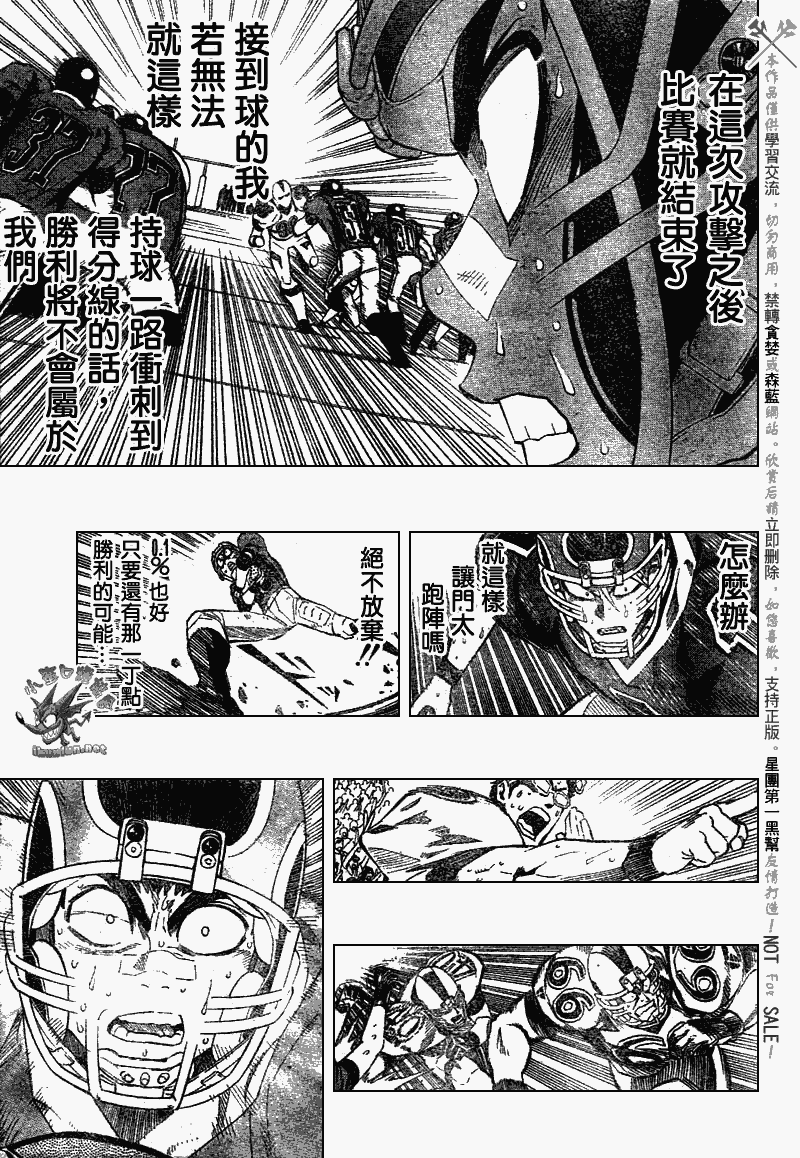 在這次攻擊之後
比賽就結束了
接到球的我
若無法
就這樣
持球一路衝刺到
得分線的話，
勝利將不會屬於
我們
怎麼辦
就這樣
讓門太
跑陣嗎
絕不放棄!!
0.1%也好
只要還有那一丁點
勝利的可能…
37
本作品僅供學習交流，切勿商用，禁轉貪婪或森藍網站。欣賞后請立即刪除，如您喜歡，支持正版。星團第一黑幫友情打造！NOT For SALE！